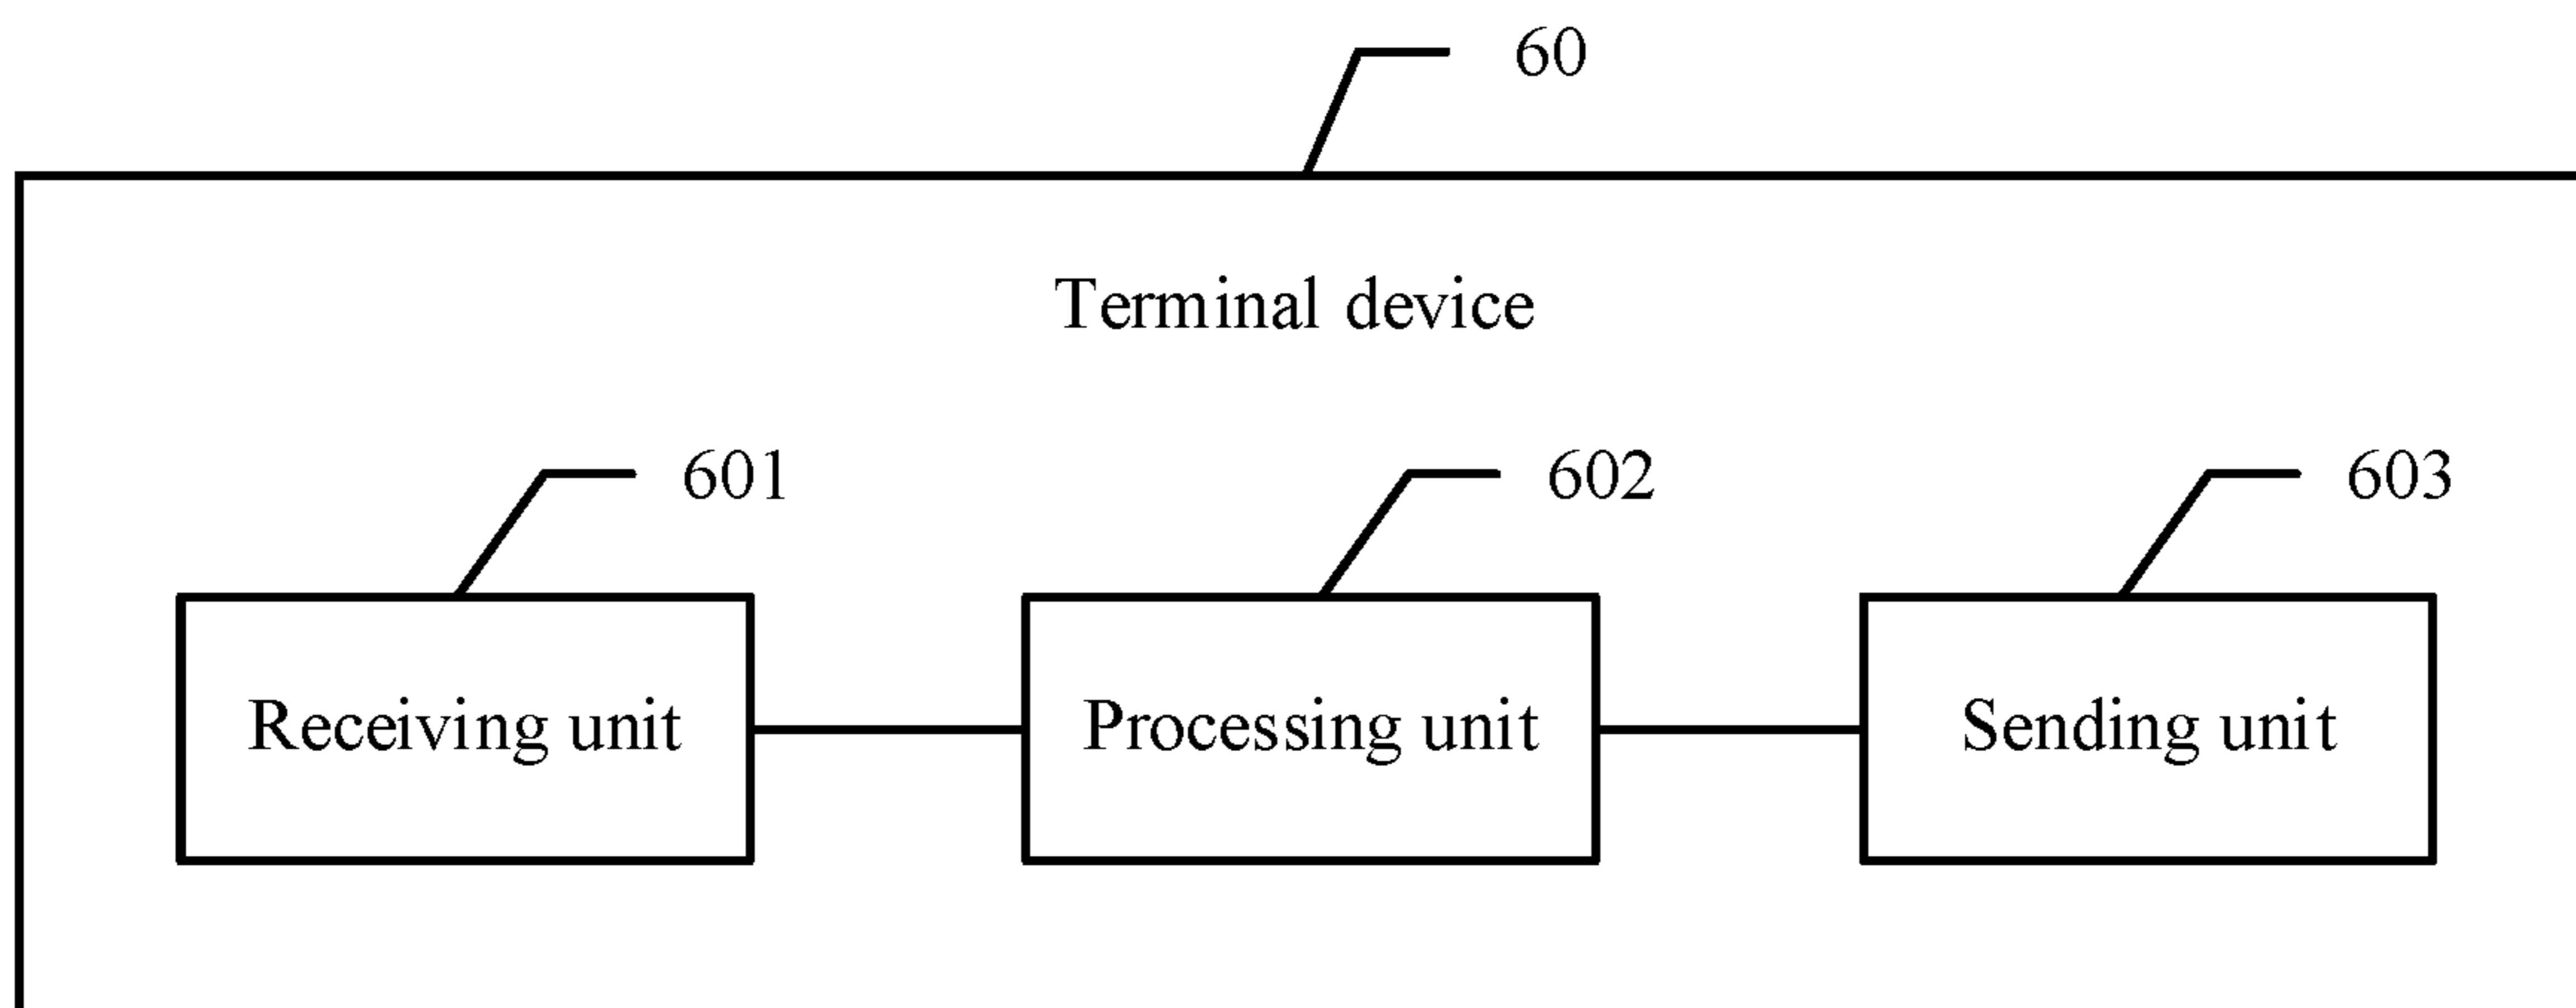 60
Terminal device
601
602
603
Receiving unit
Processing unit
Sending unit